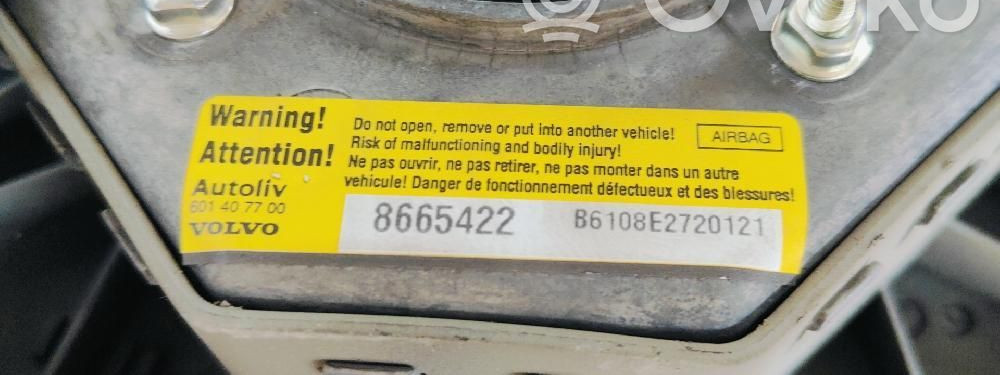 Ovoko
Warning!
Attention!
Autoliv
601 40 77 00
VOLVO
Do not open, remove or put into another vehicle!
Risk of malfunctioning and bodily injury!
Ne pas ouvrir, ne pas retirer, ne pas monter dans un autre
vehicule! Danger de fonctionnement défectueux et des blessures!
AIRBAG
8665422
B6108E2720121